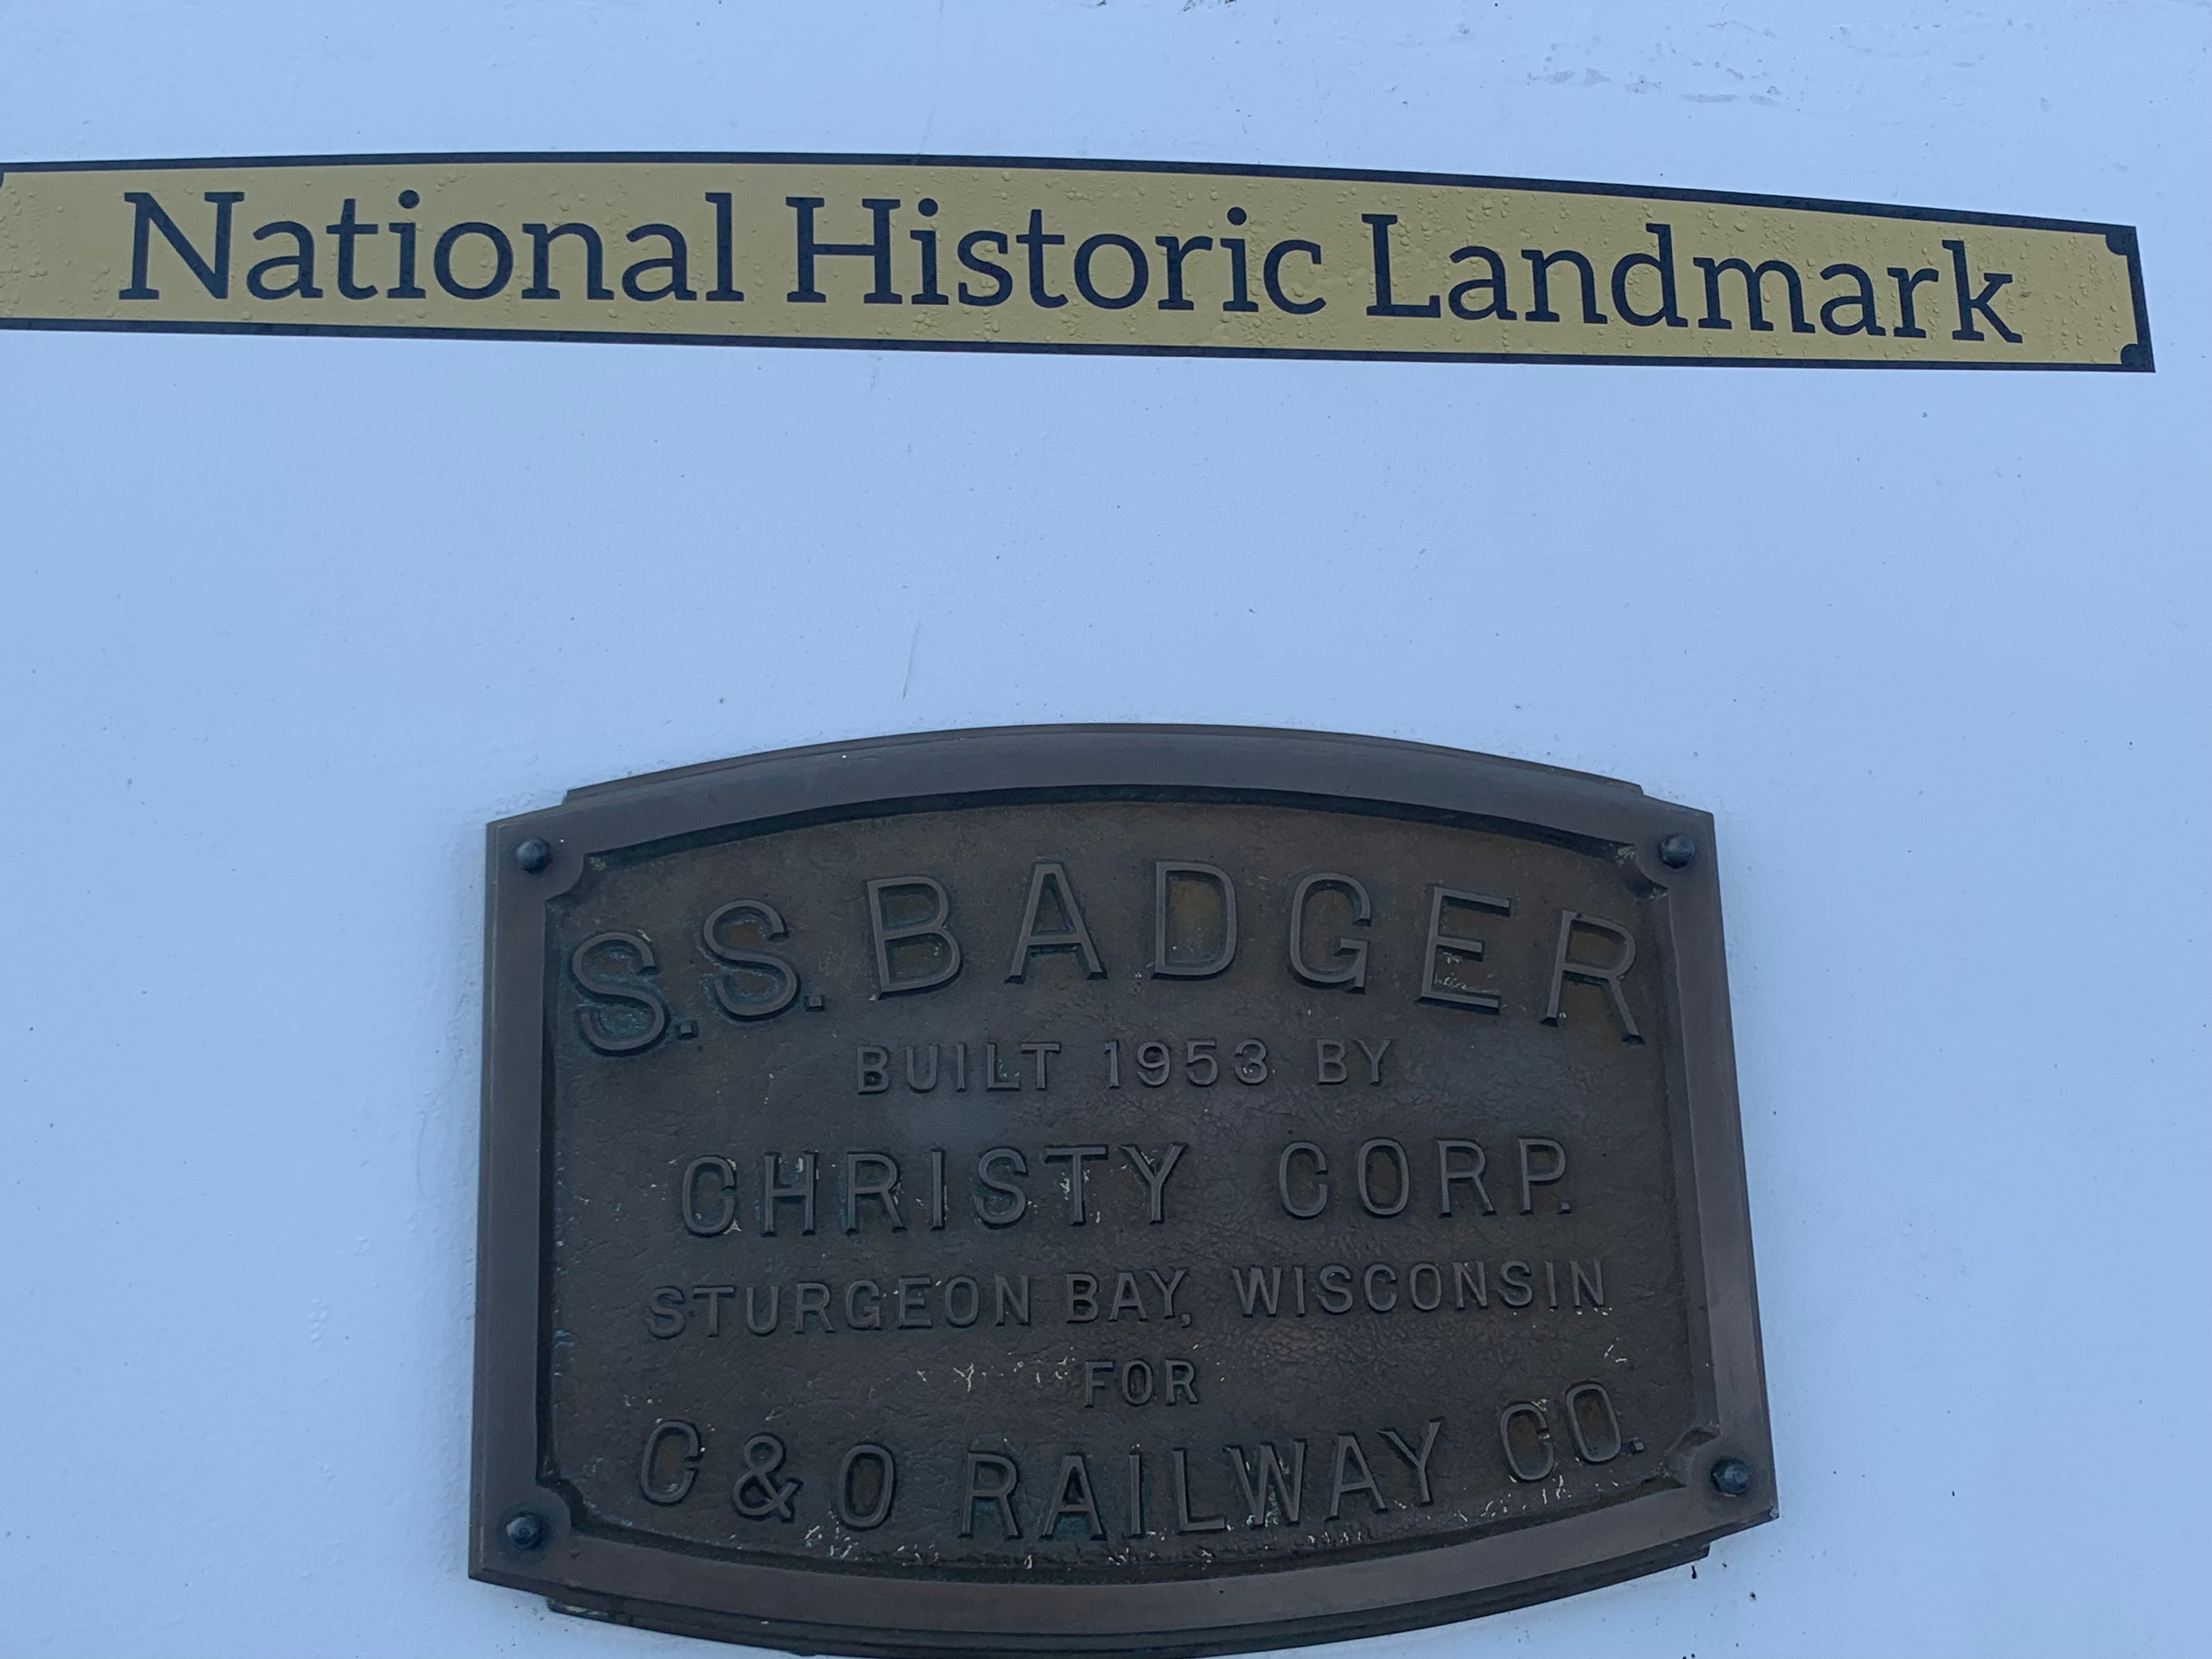 National Historic Landmark
S.S. BADGER
BUILT 1953 BY
CHRISTY CORP.
STURGEON BAY, WISCONSIN
FOR
C & O RAILWAY CO.